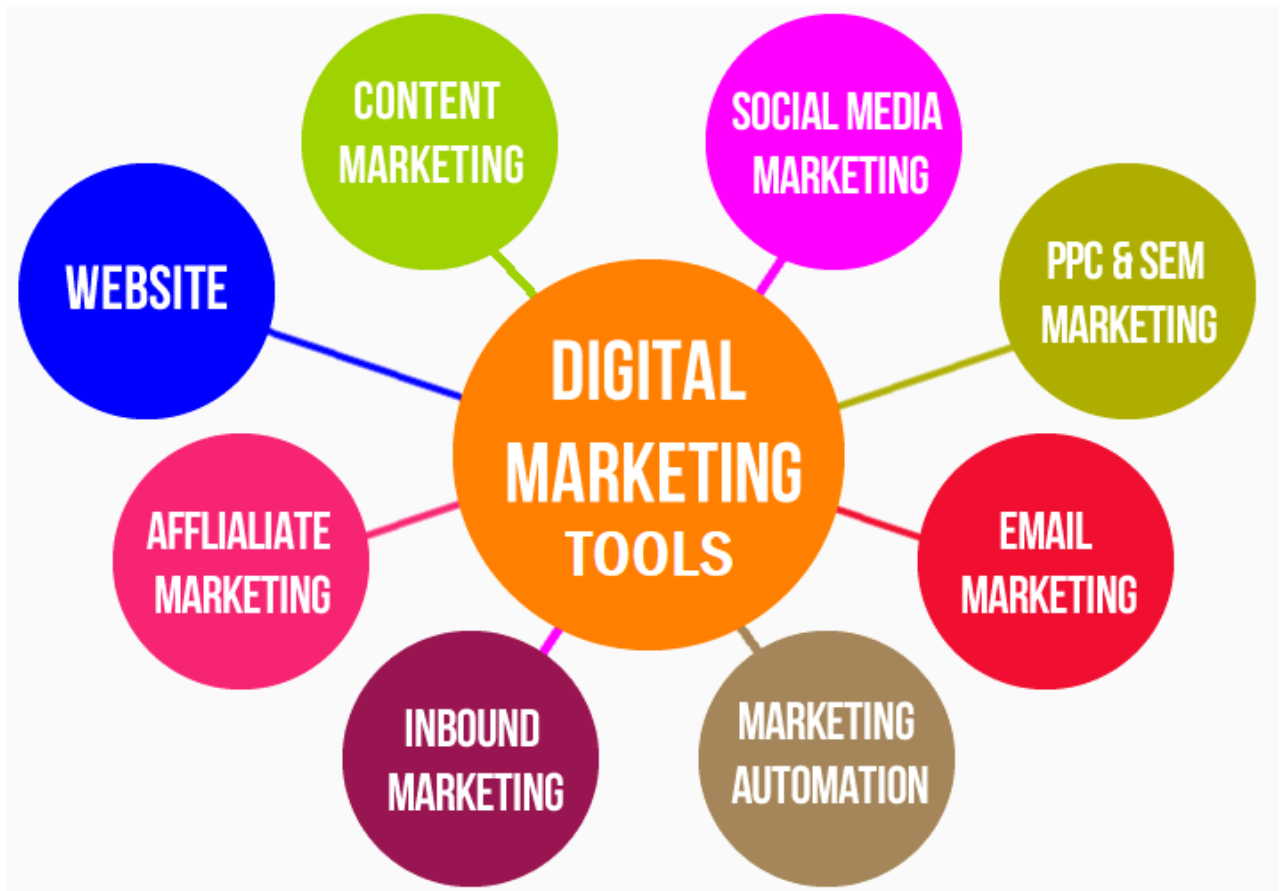 CONTENT
MARKETING
SOCIAL MEDIA
MARKETING
WEBSITE
PPC & SEM
MARKETING
DIGITAL
MARKETING
TOOLS
AFFLIALIATE
MARKETING
EMAIL
MARKETING
INBOUND
MARKETING
MARKETING
AUTOMATION